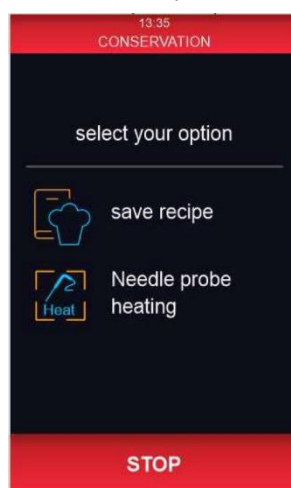 13:35
CONSERVATION
select your option
save recipe
Needle probe
heating
Heat
STOP